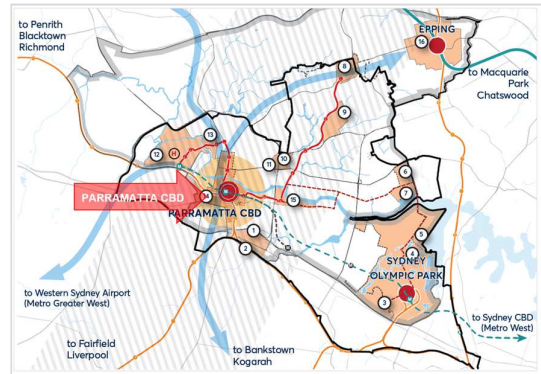 to Penrith
Blacktown
Richmond
EPPING
16
8
to Macquarie
Park
Chatswood
9
13
12
H
11
10
6
7
PARRAMATTA CBD
14
15
PARRAMATTA CBD
1
2
5
4
SYDNEY
OLYMPIC PARK
3
to Western Sydney Airport
(Metro Greater West)
to Sydney CBD
(Metro West)
to Fairfield
Liverpool
to Bankstown
Kogarah